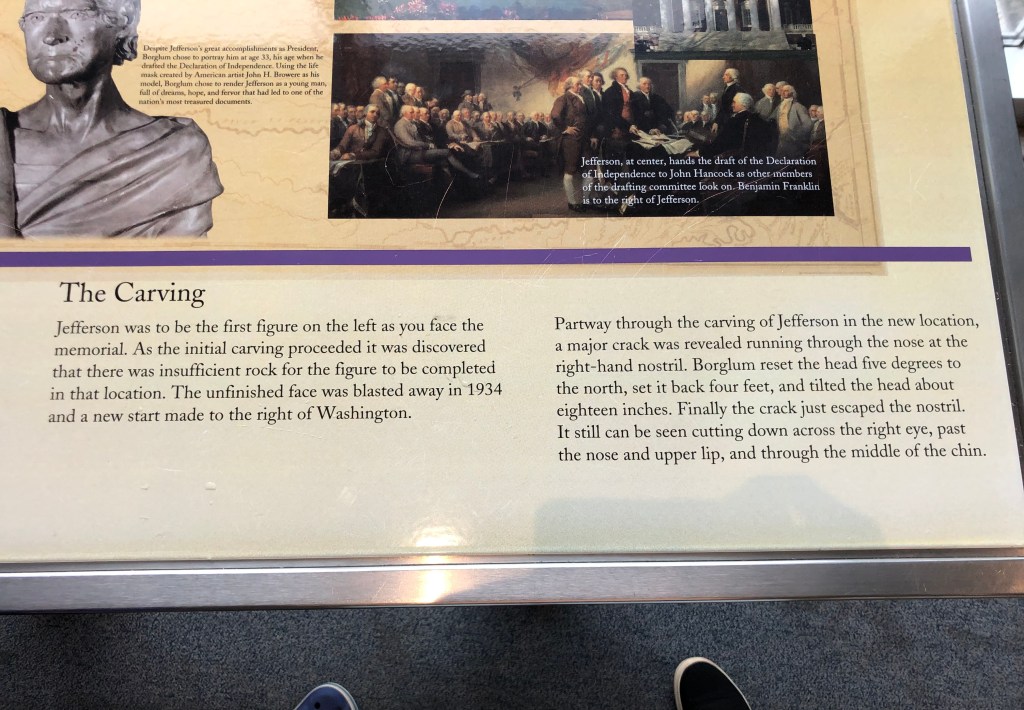 Despite Jefferson's great accomplishments as President,
Borglum chose to portray him at age 33, his age when he
drafted the Declaration of Independence. Using the life
mask created by American artist John H. Browere as his
model, Borglum chose to render Jefferson as a young man,
full of dreams, hope, and fervor that had led to one of the
nation's most treasured documents.
Jefferson, at center, hands the draft of the Declaration
of Independence to John Hancock as other members
of the drafting committee look on. Benjamin Franklin
is to the right of Jefferson.
The Carving
Jefferson was to be the first figure on the left as you face the
memorial. As the initial carving proceeded it was discovered
that there was insufficient rock for the figure to be completed
in that location. The unfinished face was blasted away in 1934
and a new start made to the right of Washington.
Partway through the carving of Jefferson in the new location,
a major crack was revealed running through the nose at the
right-hand nostril. Borglum reset the head five degrees to
the north, set it back four feet, and tilted the head about
eighteen inches. Finally the crack just escaped the nostril.
It still can be seen cutting down across the right eye, past
the nose and upper lip, and through the middle of the chin.